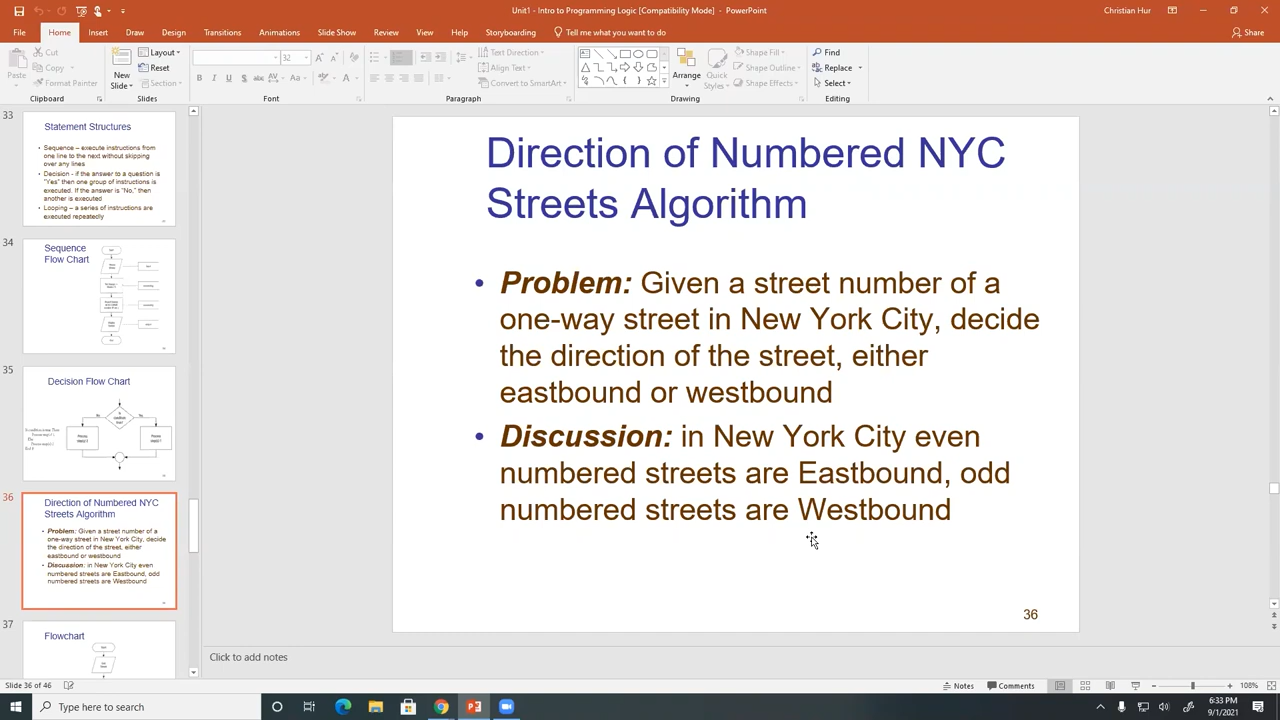 Unit1 - Intro to Programming Logic [Compatibility Mode] - PowerPoint
Christian Hur
File Home Insert Draw Design Transitions Animations Slide Show Review View Help Storyboarding Tell me what you want to do
Share
Paste
Cut
Copy
Format Painter
Clipboard
New
Slide
Layout
Reset
Section
Slides
32
B I U S abc AV Aa A
Font
Text Direction
Align Text
Convert to SmartArt
Paragraph
Arrange
Quick
Styles
Shape Fill
Shape Outline
Shape Effects
Drawing
Find
Replace
Select
Editing
33
Statement Structures
• Sequence – execute instructions from
one line to the next without skipping
over any lines
• Decision - if the answer to a question is
"Yes" then one group of instructions is
executed. If the answer is "No," then
another is executed
• Looping – a series of instructions are
executed repeatedly
34
Sequence
Flow Chart
35
Decision Flow Chart
36
Direction of Numbered NYC
Streets Algorithm
• Problem: Given a street number of a
one-way street in New York City, decide
the direction of the street, either
eastbound or westbound
• Discussion: in New York City even
numbered streets are Eastbound, odd
numbered streets are Westbound
37
Flowchart
Direction of Numbered NYC
Streets Algorithm
• Problem: Given a street number of a
one-way street in New York City, decide
the direction of the street, either
eastbound or westbound
• Discussion: in New York City even
numbered streets are Eastbound, odd
numbered streets are Westbound
36
Click to add notes
Slide 36 of 46
Notes
Comments
108%
Type here to search
6:33 PM
9/1/2021